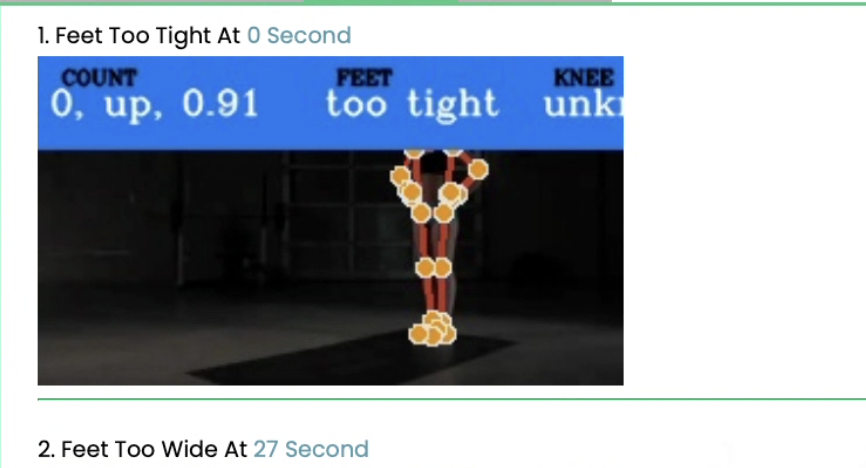 1. Feet Too Tight At 0 Second
COUNT FEET KNEE
0, up, 0.91 too tight unk
2. Feet Too Wide At 27 Second